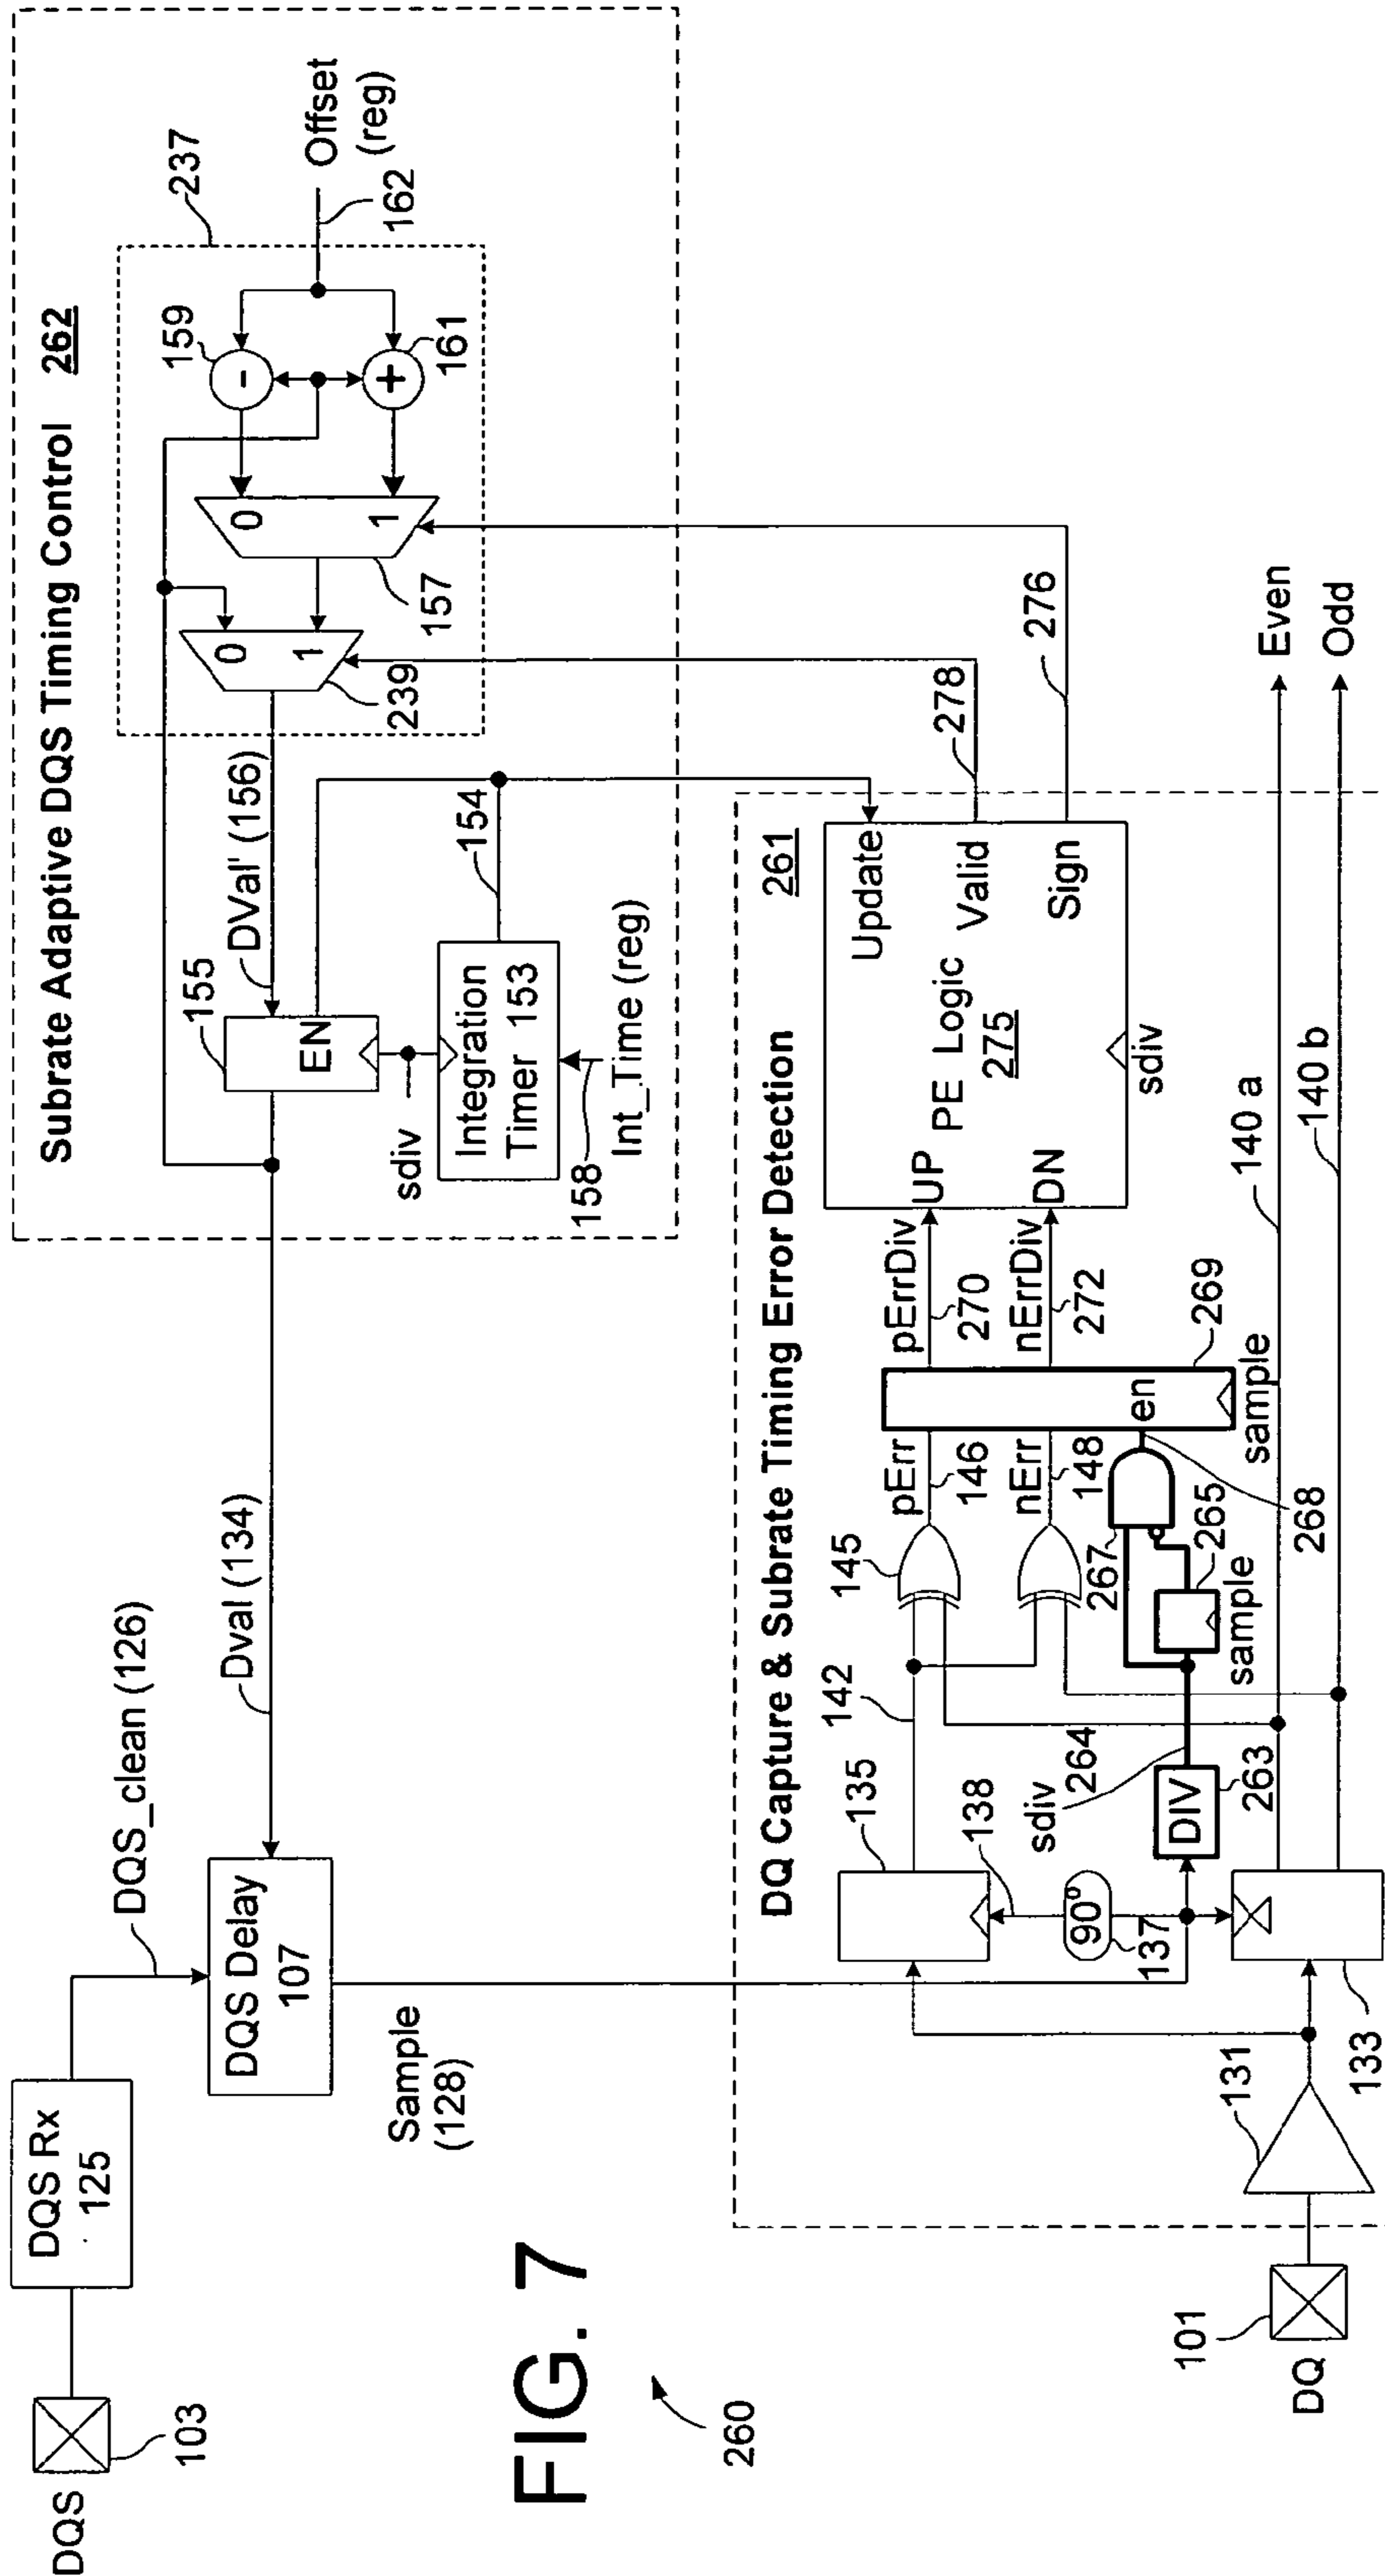 DQS
103
DQS Rx
125
DQS_clean (126)
DQS Delay
107
Dval (134)
Sample
(128)
Subrate Adaptive DQS Timing Control 262
155
EN
DVal' (156)
sdiv
Integration
Timer 153
154
158
Int_Time (reg)
239
0
1
157
0
1
159
-
+
161
237
Offset
(reg)
162
FIG. 7
260
DQ Capture & Subrate Timing Error Detection 261
101
DQ
131
133
135
138
90°
137
142
sdiv
264
DIV
263
145
pErr
146
nErr
148
267
265
sample
268
en
269
sample
pErrDiv
270
nErrDiv
272
UP
DN
PE Logic
275
Update
Valid
Sign
sdiv
278
276
140 a
140 b
Even
Odd